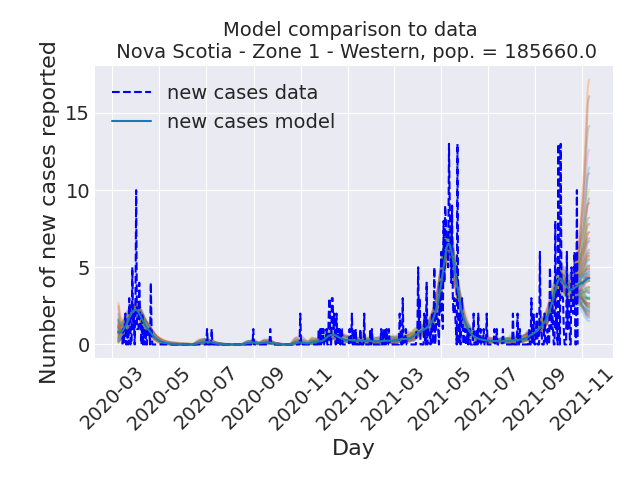 Model comparison to data
Nova Scotia - Zone 1 - Western, pop. = 185660.0
new cases data
new cases model
Number of new cases reported
15
10
5
0
2020-03
2020-05
2020-07
2020-09
2020-11
2021-01
2021-03
2021-05
2021-07
2021-09
2021-11
Day